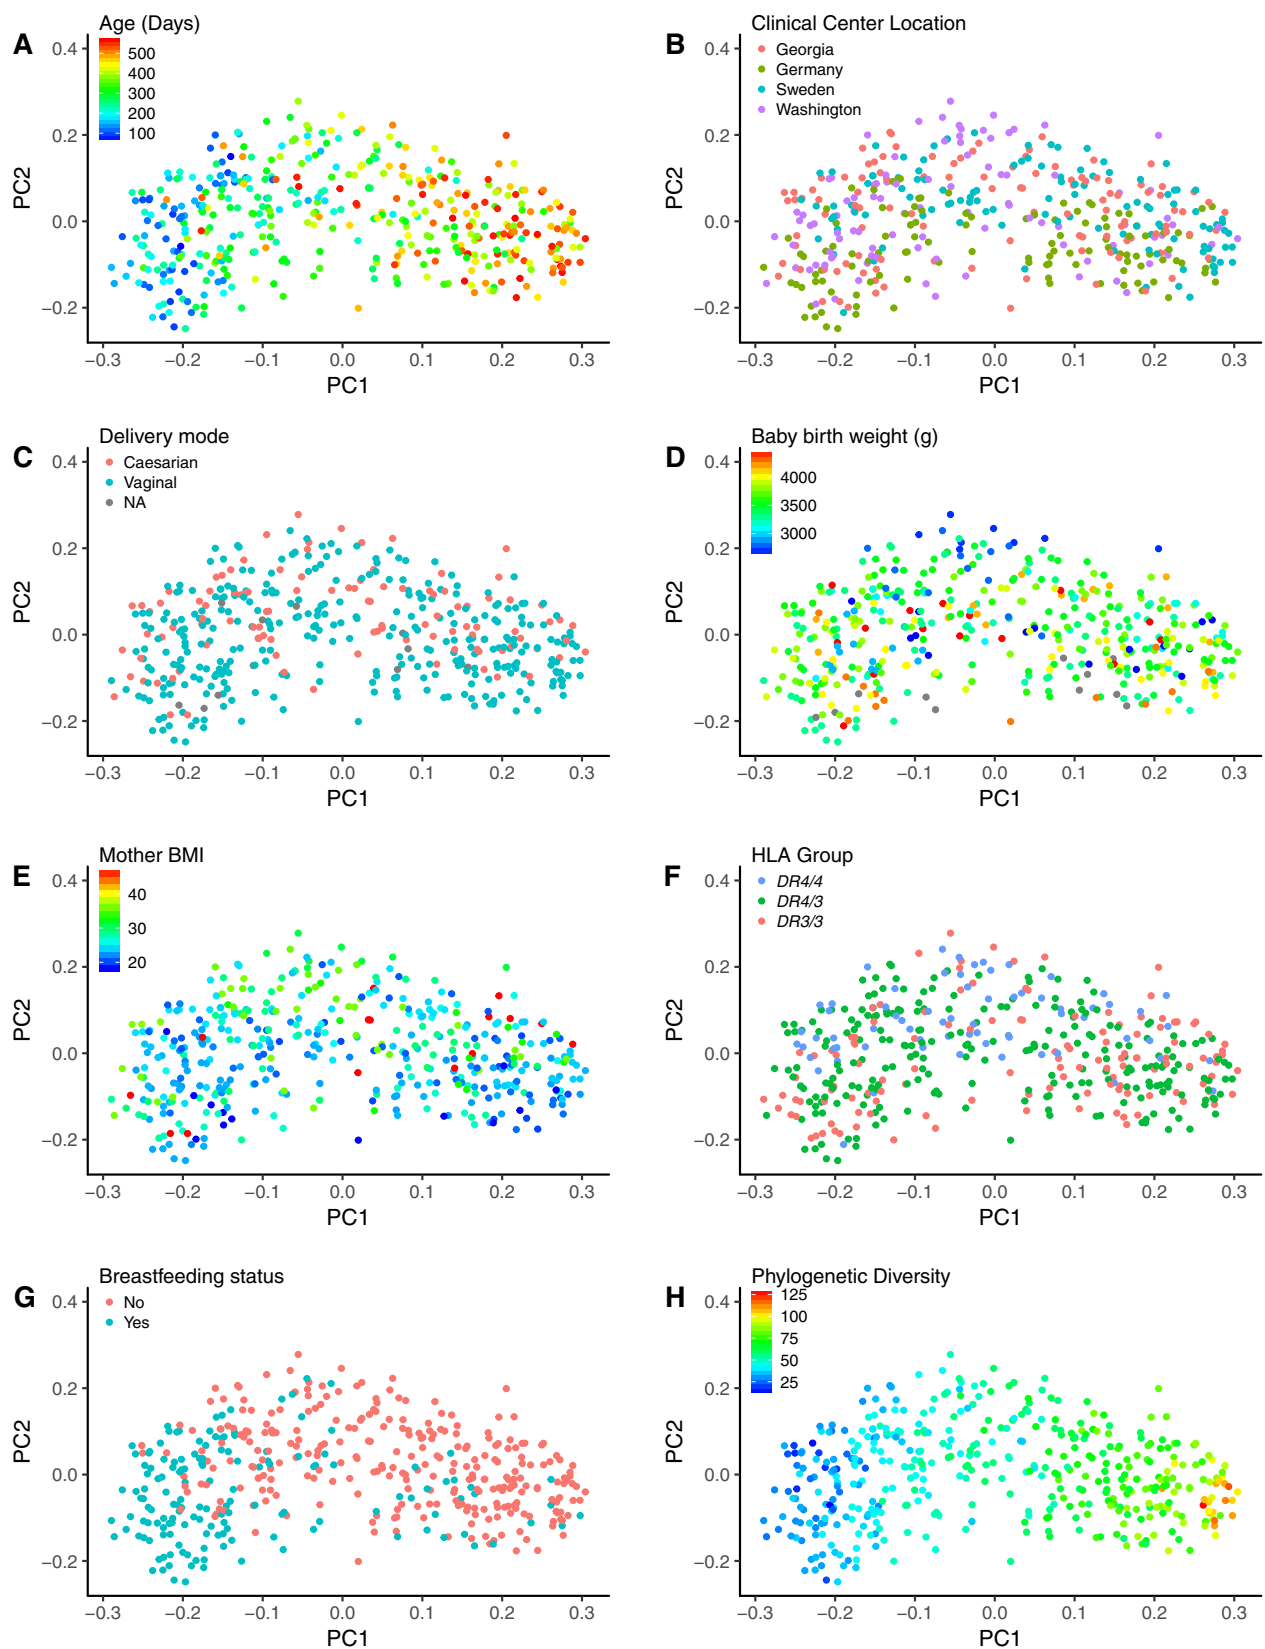 A
Age (Days)
500
400
300
200
100
0.4
0.2
0.0
−0.2
PC2
−0.3 −0.2 −0.1 0.0 0.1 0.2 0.3
PC1
B
Clinical Center Location
Georgia
Germany
Sweden
Washington
0.4
0.2
0.0
−0.2
PC2
−0.3 −0.2 −0.1 0.0 0.1 0.2 0.3
PC1
C
Delivery mode
Caesarian
Vaginal
NA
0.4
0.2
0.0
−0.2
PC2
−0.3 −0.2 −0.1 0.0 0.1 0.2 0.3
PC1
D
Baby birth weight (g)
4000
3500
3000
0.4
0.2
0.0
−0.2
PC2
−0.3 −0.2 −0.1 0.0 0.1 0.2 0.3
PC1
E
Mother BMI
40
30
20
0.4
0.2
0.0
−0.2
PC2
−0.3 −0.2 −0.1 0.0 0.1 0.2 0.3
PC1
F
HLA Group
DR4/4
DR4/3
DR3/3
0.4
0.2
0.0
−0.2
PC2
−0.3 −0.2 −0.1 0.0 0.1 0.2 0.3
PC1
G
Breastfeeding status
No
Yes
0.4
0.2
0.0
−0.2
PC2
−0.3 −0.2 −0.1 0.0 0.1 0.2 0.3
PC1
H
Phylogenetic Diversity
125
100
75
50
25
0.4
0.2
0.0
−0.2
PC2
−0.3 −0.2 −0.1 0.0 0.1 0.2 0.3
PC1